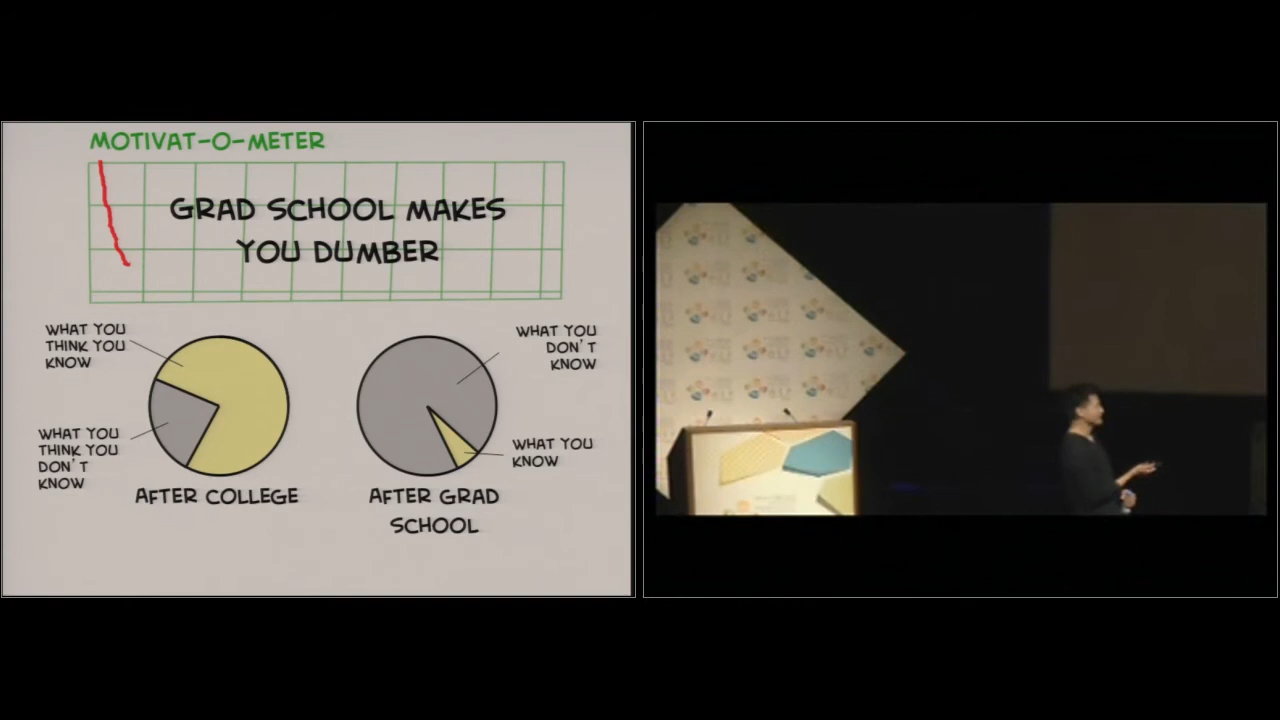 MOTIVAT-O-METER
GRAD SCHOOL MAKES
YOU DUMBER
WHAT YOU
THINK YOU
KNOW
WHAT YOU
THINK YOU
DON'T
KNOW
AFTER COLLEGE
WHAT YOU
DON'T
KNOW
WHAT YOU
KNOW
AFTER GRAD
SCHOOL